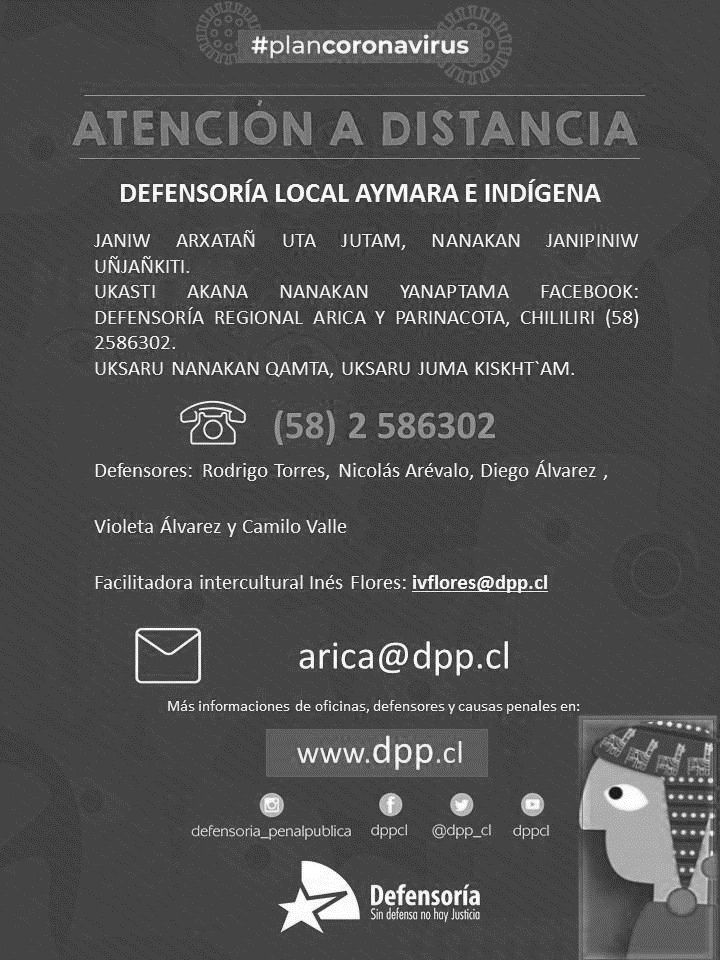 #plancoronavirus
ATENCIÓN A DISTANCIA
DEFENSORÍA LOCAL AYMARA E INDÍGENA
JANIW ARXATAÑ UTA JUTAM, NANAKAN JANIPINIW
UÑJAÑKITI.
UKASTI AKANA NANAKAN YANAPTAMA FACEBOOK:
DEFENSORÍA REGIONAL ARICA Y PARINACOTA, CHILILIRI (58)
2586302.
UKSARU NANAKAN QAMTA, UKSARU JUMA KISKHT`AM.
(58) 2 586302
Defensores: Rodrigo Torres, Nicolás Arévalo, Diego Álvarez ,
Violeta Álvarez y Camilo Valle
Facilitadora intercultural Inés Flores: ivflores@dpp.cl
arica@dpp.cl
Más informaciones de oficinas, defensores y causas penales en:
www.dpp.cl
defensoria_penalpublica dppcl @dpp_cl dppcl
Defensoría
Sin defensa no hay Justicia